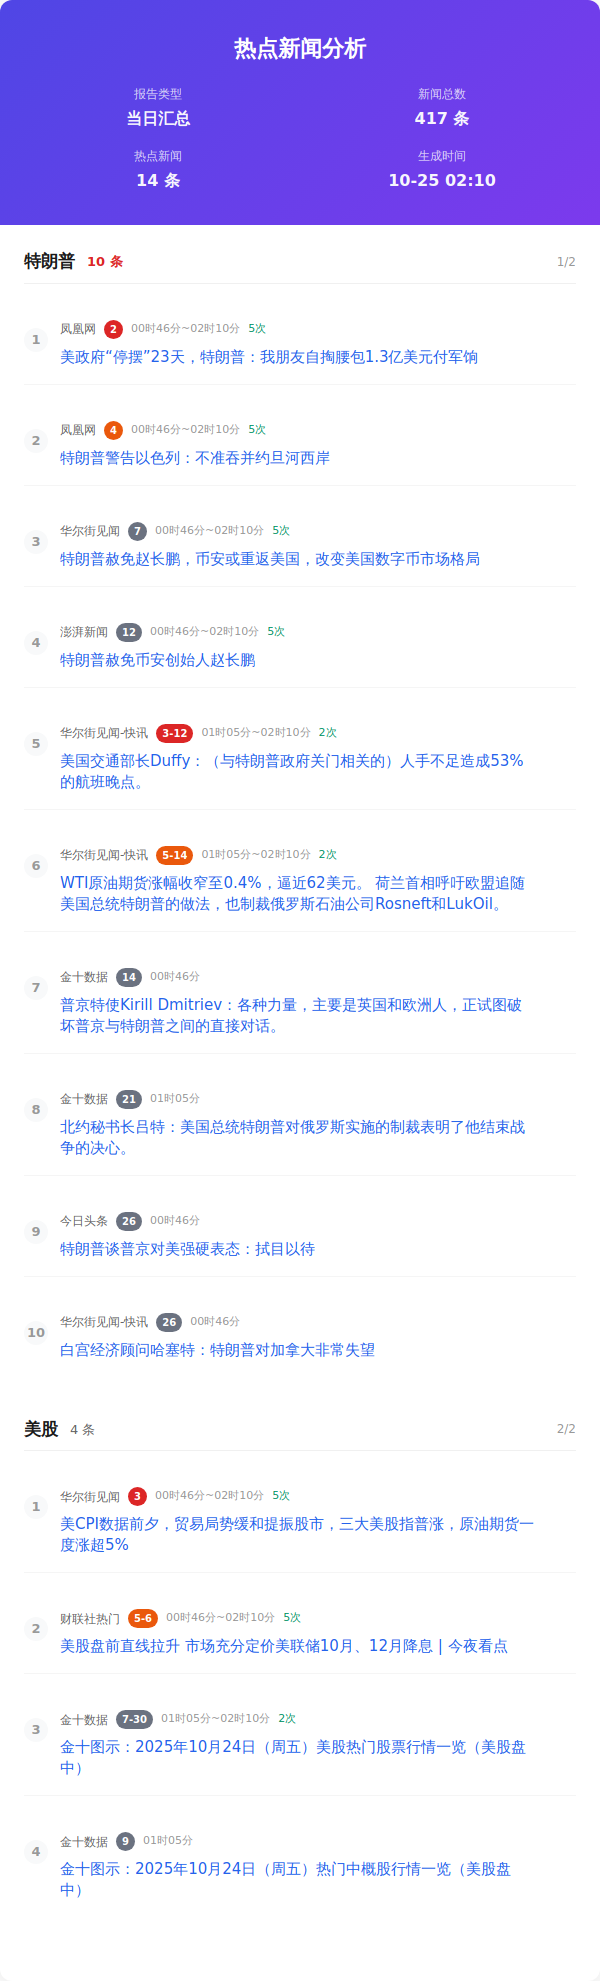 热点新闻分析
报告类型
新闻总数
当日汇总
417 条
热点新闻
生成时间
14 条
10-25 02:10
特朗普 10 条 1/2
1 凤凰网 2 00时46分~02时10分 5次
美政府“停摆”23天，特朗普：我朋友自掏腰包1.3亿美元付军饷
2 凤凰网 4 00时46分~02时10分 5次
特朗普警告以色列：不准吞并约旦河西岸
3 华尔街见闻 7 00时46分~02时10分 5次
特朗普赦免赵长鹏，币安或重返美国，改变美国数字币市场格局
4 澎湃新闻 12 00时46分~02时10分 5次
特朗普赦免币安创始人赵长鹏
5 华尔街见闻-快讯 3-12 01时05分~02时10分 2次
美国交通部长Duffy：（与特朗普政府关门相关的）人手不足造成53%
的航班晚点。
6 华尔街见闻-快讯 5-14 01时05分~02时10分 2次
WTI原油期货涨幅收窄至0.4%，逼近62美元。 荷兰首相呼吁欧盟追随
美国总统特朗普的做法，也制裁俄罗斯石油公司Rosneft和LukOil。
7 金十数据 14 00时46分
普京特使Kirill Dmitriev：各种力量，主要是英国和欧洲人，正试图破
坏普京与特朗普之间的直接对话。
8 金十数据 21 01时05分
北约秘书长吕特：美国总统特朗普对俄罗斯实施的制裁表明了他结束战
争的决心。
9 今日头条 26 00时46分
特朗普谈普京对美强硬表态：拭目以待
10 华尔街见闻-快讯 26 00时46分
白宫经济顾问哈塞特：特朗普对加拿大非常失望
美股 4 条 2/2
1 华尔街见闻 3 00时46分~02时10分 5次
美CPI数据前夕，贸易局势缓和提振股市，三大美股指普涨，原油期货一
度涨超5%
2 财联社热门 5-6 00时46分~02时10分 5次
美股盘前直线拉升 市场充分定价美联储10月、12月降息 | 今夜看点
3 金十数据 7-30 01时05分~02时10分 2次
金十图示：2025年10月24日（周五）美股热门股票行情一览（美股盘
中）
4 金十数据 9 01时05分
金十图示：2025年10月24日（周五）热门中概股行情一览（美股盘
中）